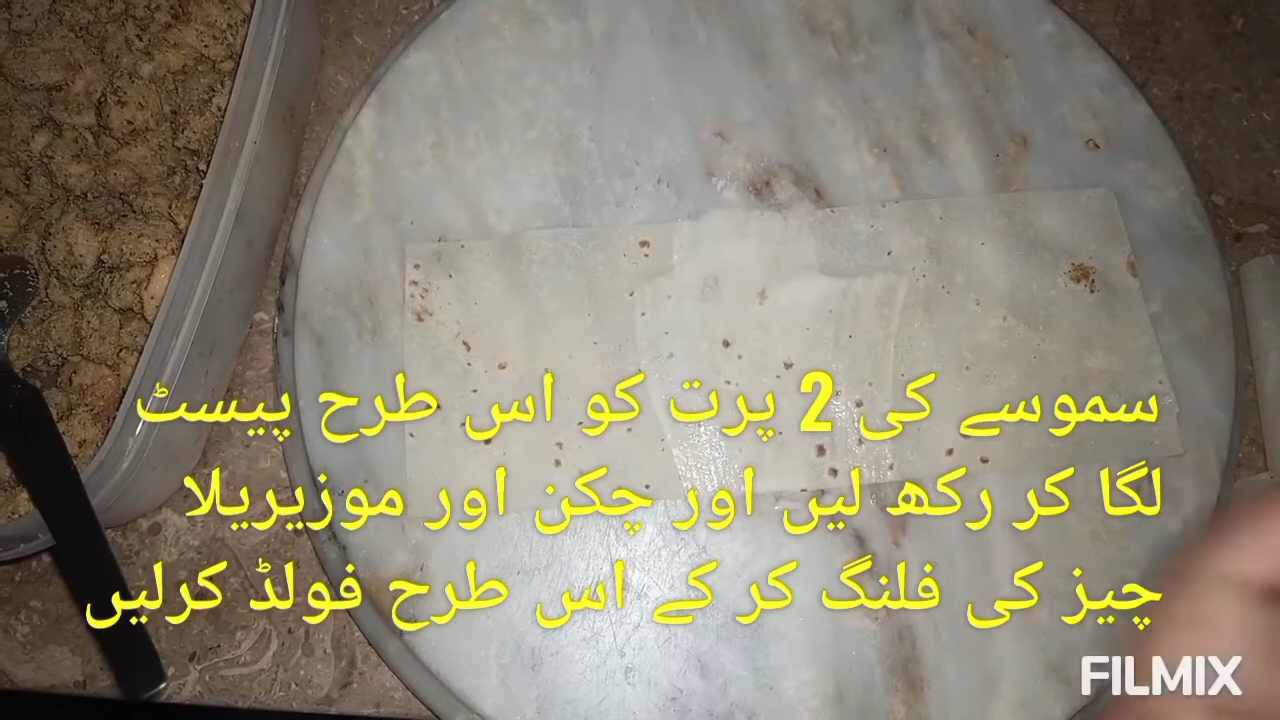 سموسے کی 2 پرت کو اس طرح پیسٹ
لگا کر رکھ لیں اور چکن اور موزیریلا
چیز کی فلنگ کر کے اس طرح فولڈ کرلیں
FILMIX